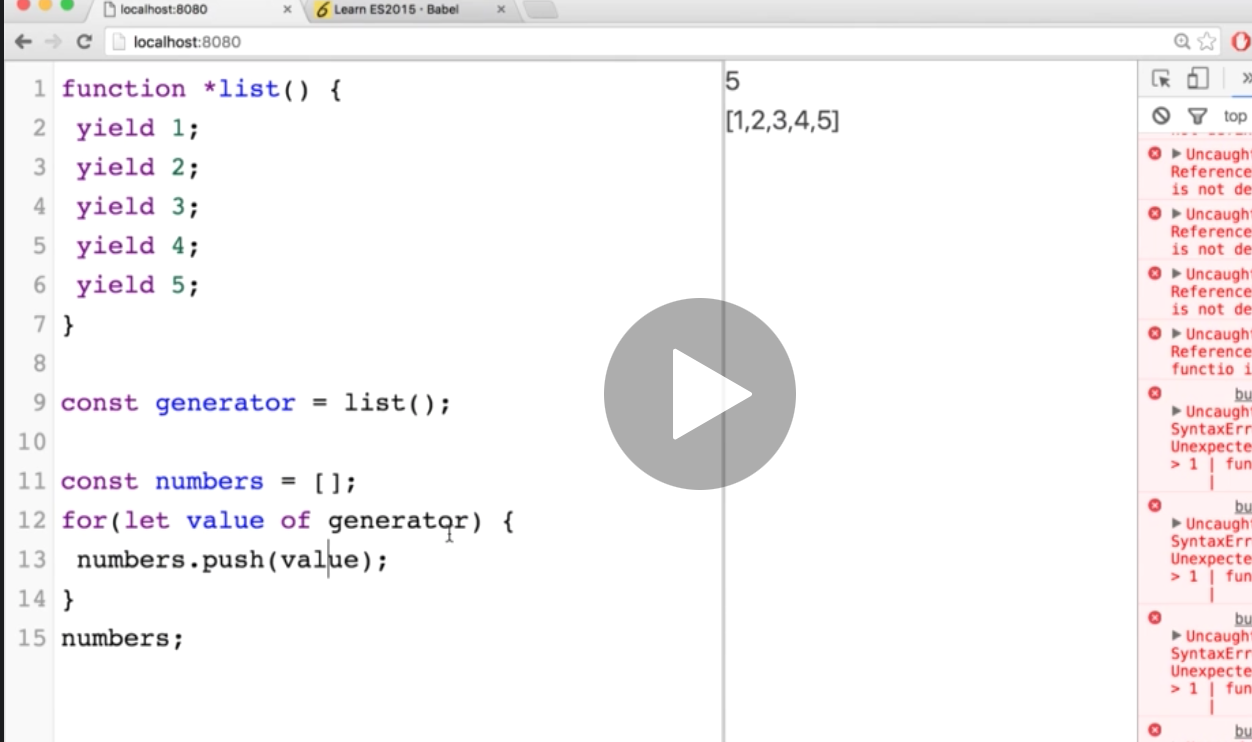 localhost:8080 × Learn ES2015 · Babel ×
localhost:8080
1 function *list() {
2 yield 1;
3 yield 2;
4 yield 3;
5 yield 4;
6 yield 5;
7 }
8
9 const generator = list();
10
11 const numbers = [];
12 for(let value of generator) {
13 numbers.push(value);
14 }
15 numbers;
5
[1,2,3,4,5]
top
Uncaught
Reference
is not de
Uncaught
Reference
is not de
Uncaught
Reference
is not de
Uncaught
Reference
functio i
bu
Uncaught
SyntaxErr
Unexpecte
> 1 | fun
|
bu
Uncaught
SyntaxErr
Unexpecte
> 1 | fun
|
bu
Uncaught
SyntaxErr
Unexpecte
> 1 | fun
|
bu